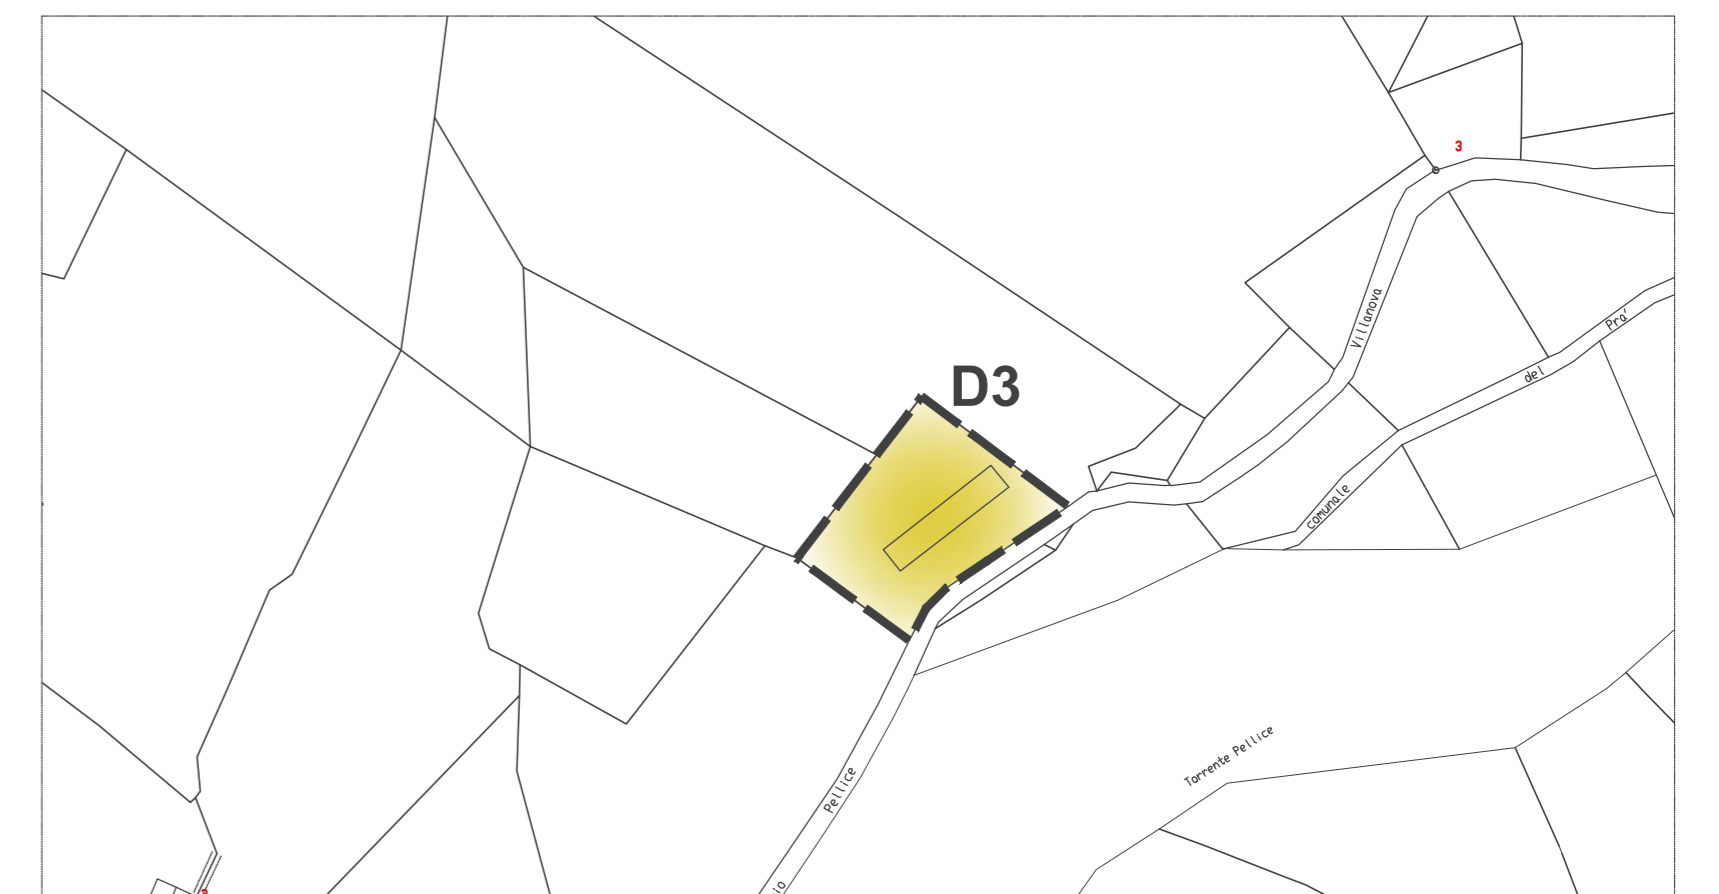 3
Villanova
Pra'
D3
del
comunale
Torrente Pellice
Pellice